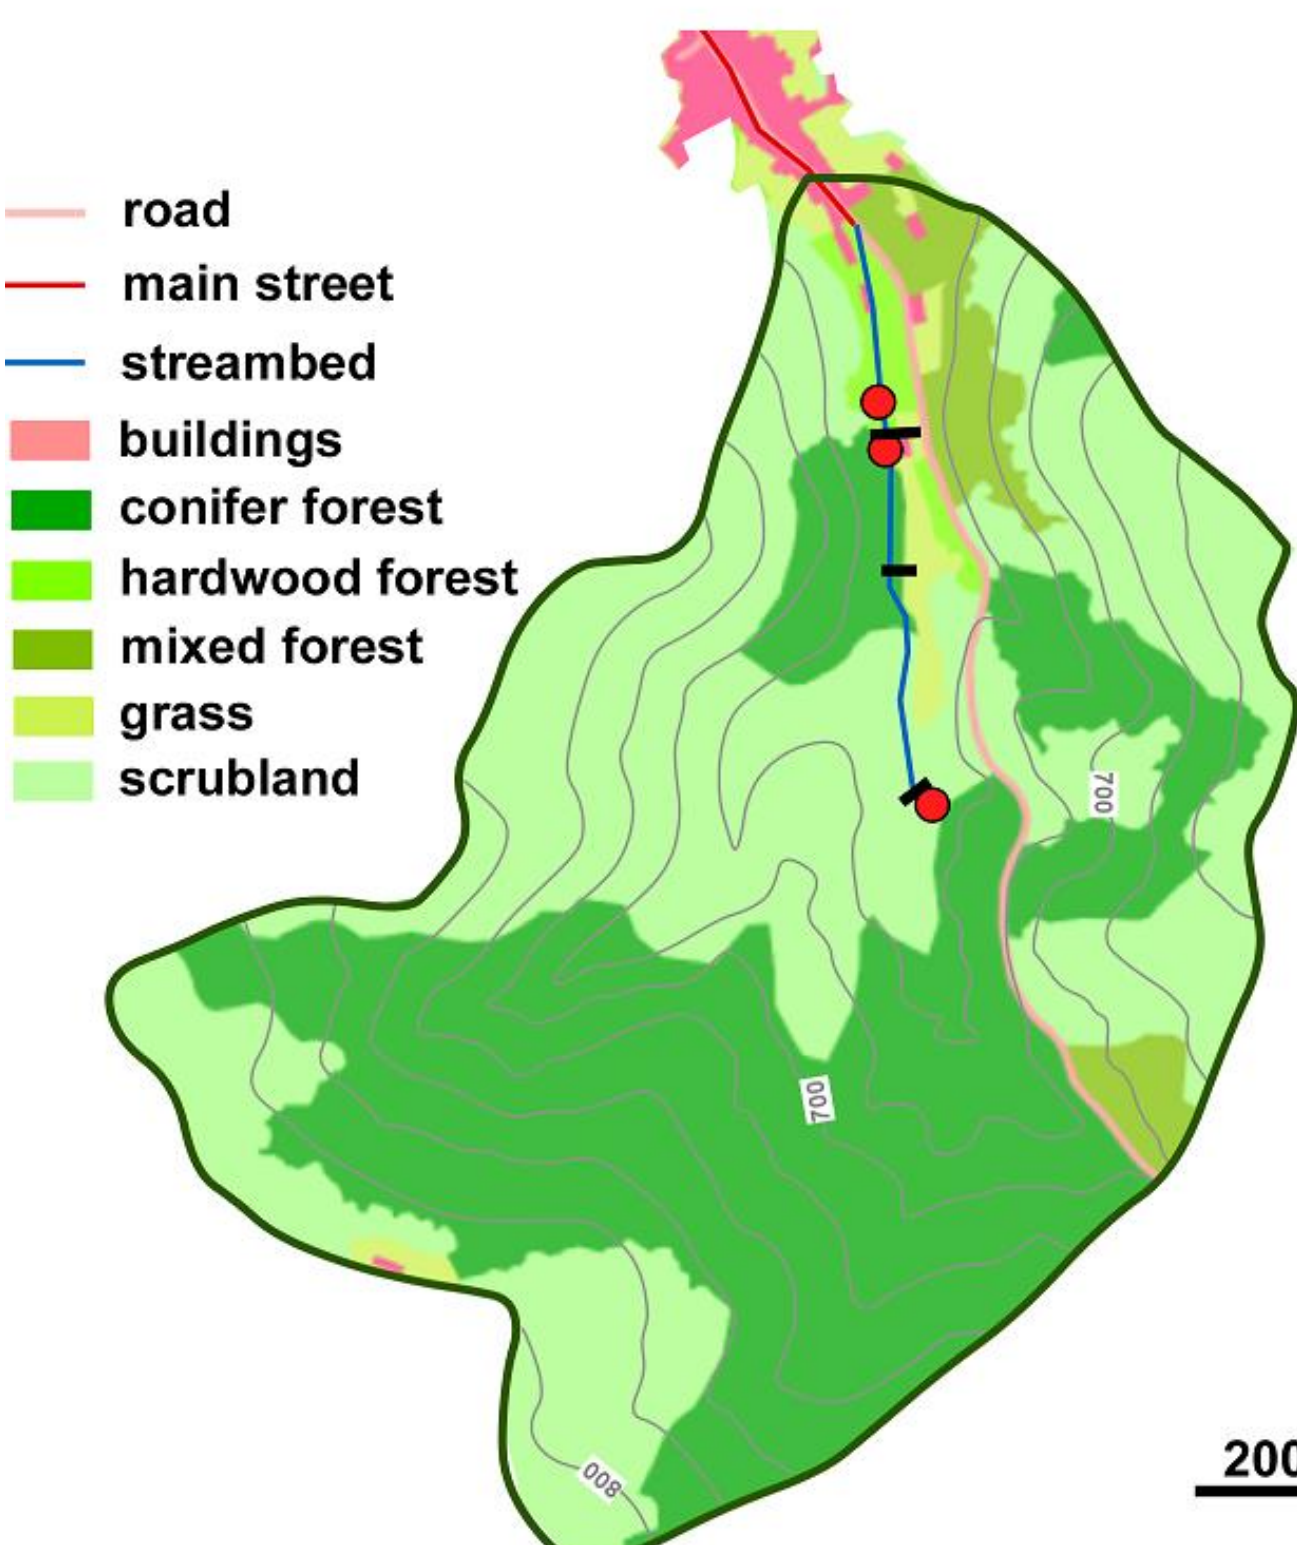 road
main street
streambed
buildings
conifer forest
hardwood forest
mixed forest
grass
scrubland
700
700
800
200